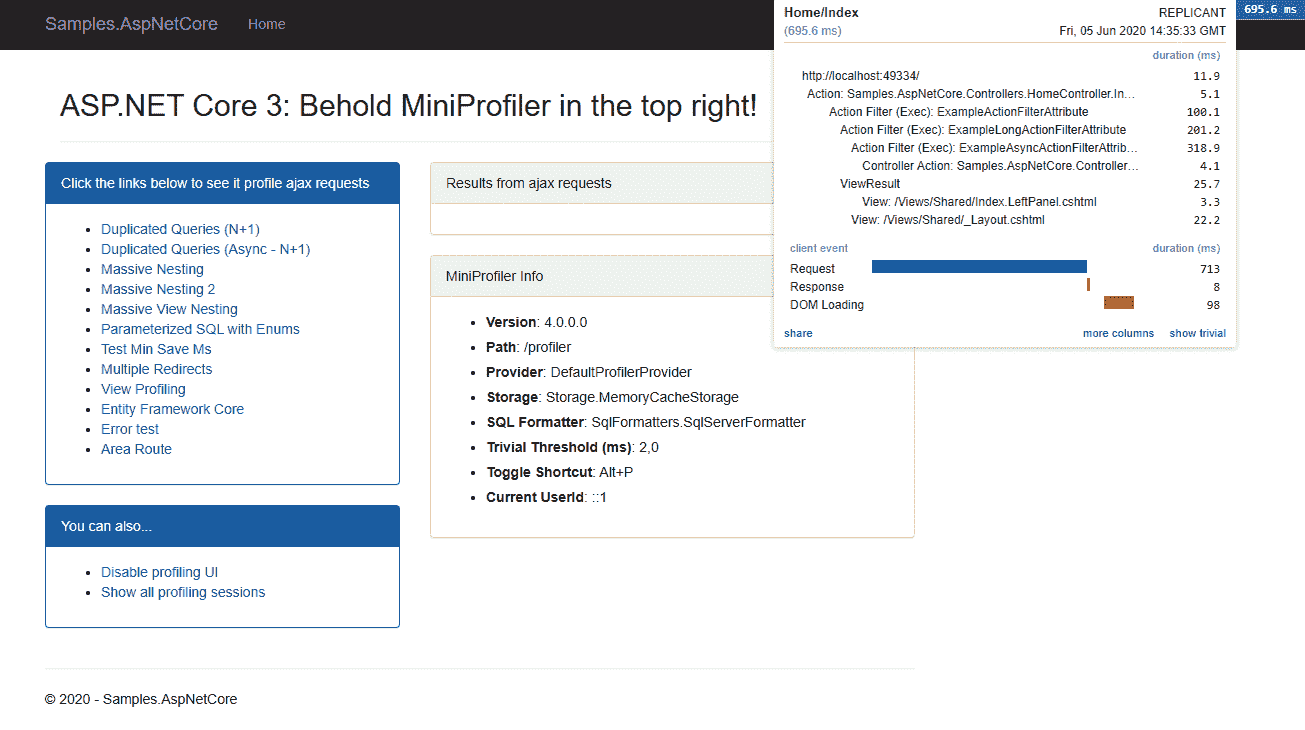 Samples.AspNetCore Home
ASP.NET Core 3: Behold MiniProfiler in the top right!
Click the links below to see it profile ajax requests
Duplicated Queries (N+1)
Duplicated Queries (Async - N+1)
Massive Nesting
Massive Nesting 2
Massive View Nesting
Parameterized SQL with Enums
Test Min Save Ms
Multiple Redirects
View Profiling
Entity Framework Core
Error test
Area Route
You can also...
Disable profiling UI
Show all profiling sessions
Results from ajax requests
MiniProfiler Info
Version: 4.0.0.0
Path: /profiler
Provider: DefaultProfilerProvider
Storage: Storage.MemoryCacheStorage
SQL Formatter: SqlFormatters.SqlServerFormatter
Trivial Threshold (ms): 2,0
Toggle Shortcut: Alt+P
Current UserId: ::1
Home/Index REPLICANT
(695.6 ms) Fri, 05 Jun 2020 14:35:33 GMT
duration (ms)
http://localhost:49334/ 11.9
Action: Samples.AspNetCore.Controllers.HomeController.In... 5.1
Action Filter (Exec): ExampleActionFilterAttribute 100.1
Action Filter (Exec): ExampleLongActionFilterAttribute 201.2
Action Filter (Exec): ExampleAsyncActionFilterAttrib... 318.9
Controller Action: Samples.AspNetCore.Controller... 4.1
ViewResult 25.7
View: /Views/Shared/Index.LeftPanel.cshtml 3.3
View: /Views/Shared/_Layout.cshtml 22.2
client event duration (ms)
Request 713
Response 8
DOM Loading 98
share more columns show trivial
695.6 ms
© 2020 - Samples.AspNetCore